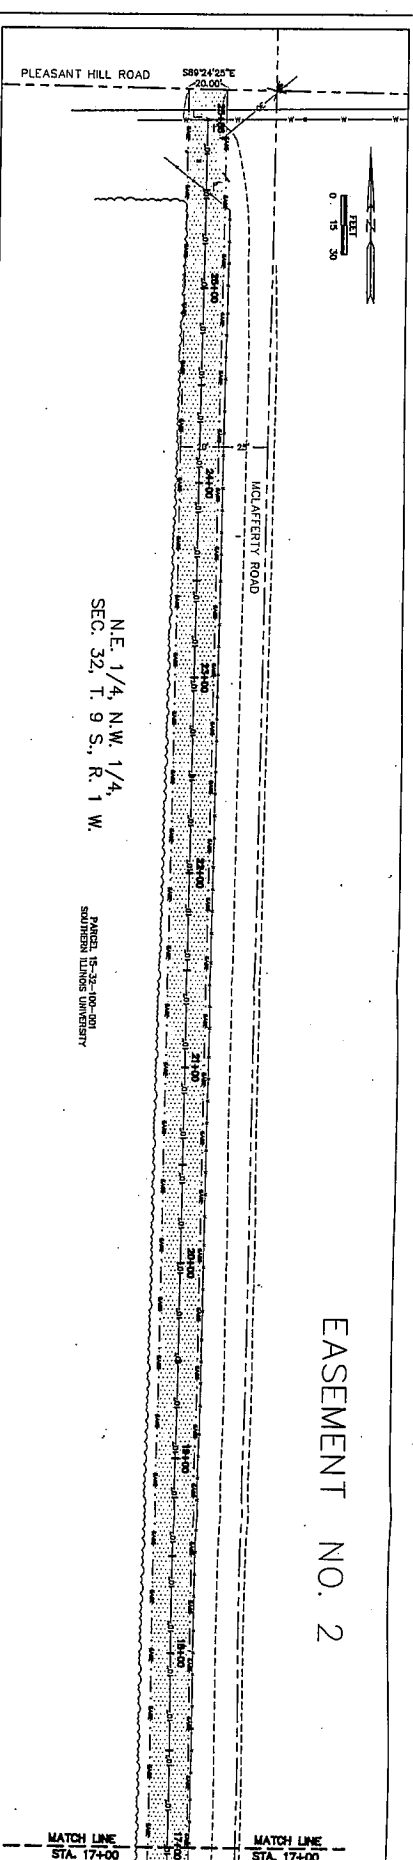 PLEASANT HILL ROAD
S89°24'25"E
20.00'
0 15 30
FEET
N
25+00
24+00
20'
25'
MCLAFFERTY ROAD
23+00
N.E. 1/4, N.W. 1/4,
SEC. 32, T. 9 S., R. 1 W.
22+00
PARCEL 15-32-100-001
SOUTHERN ILLINOIS UNIVERSITY
21+00
20+00
EASEMENT NO. 2
19+00
18+00
17+00
MATCH LINE
STA. 17+00
MATCH LINE
STA. 17+00